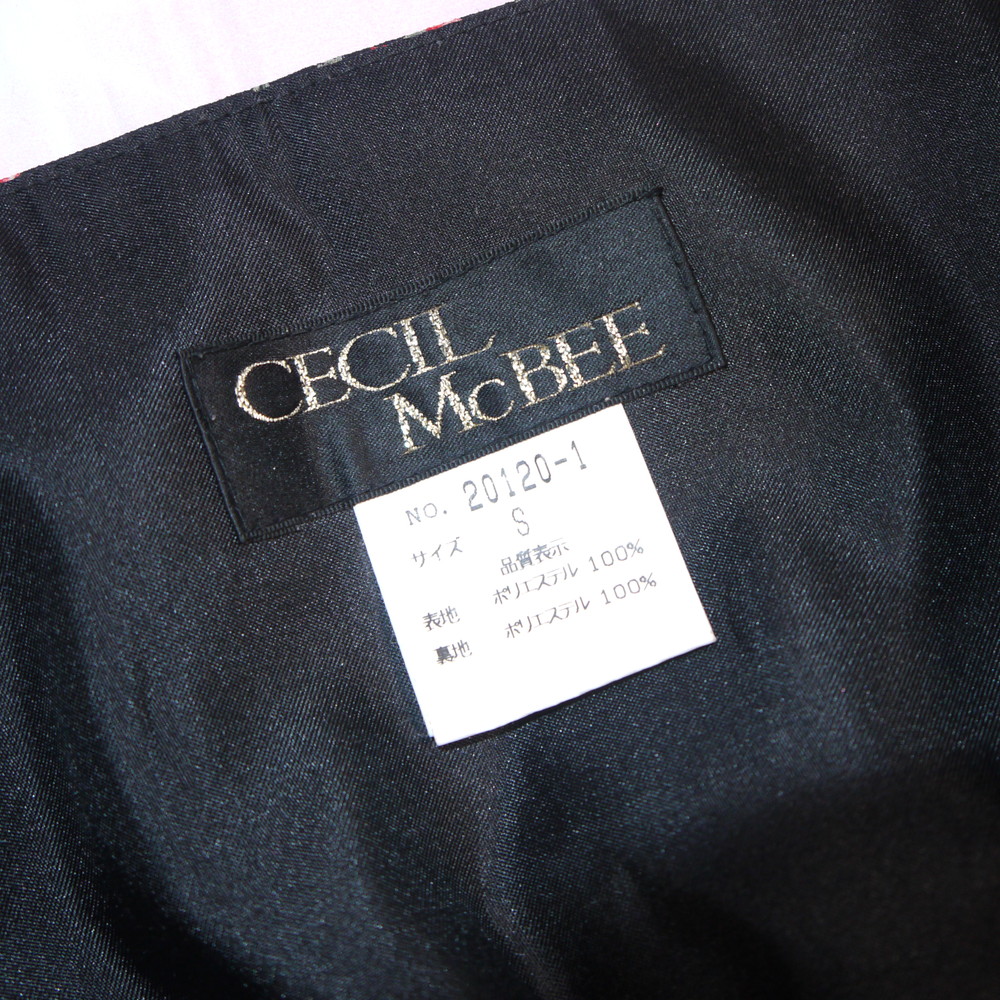 CECIL
McBEE
NO. 20120-1
サイズ S
品質表示
表地 ポリエステル 100%
裏地 ポリエステル 100%